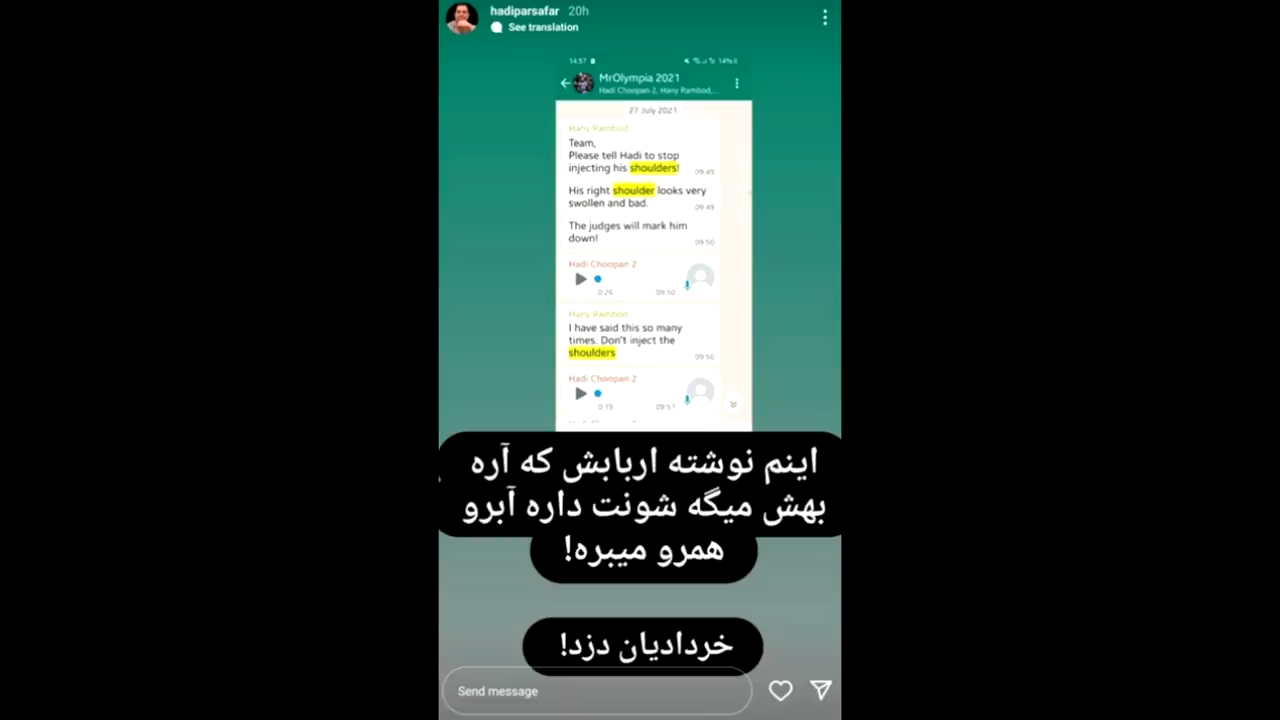 hadiparsafar 20h
See translation
14:57 14%
MrOlympia 2021
Hadi Choopan 2, Hany Rambod,...
27 July 2021
Hany Rambod
Team,
Please tell Hadi to stop
injecting his shoulders!
09:49
His right shoulder looks very
swollen and bad.
09:49
The judges will mark him
down!
09:50
Hadi Choopan 2
0:26 09:50
Hany Rambod
I have said this so many
times. Don't inject the
shoulders
09:50
Hadi Choopan 2
0:19 09:51
اینم نوشته اربابش که آره
بهش میگه شونت داره آبرو
همرو میبره!
خردادیان دزد!
Send message